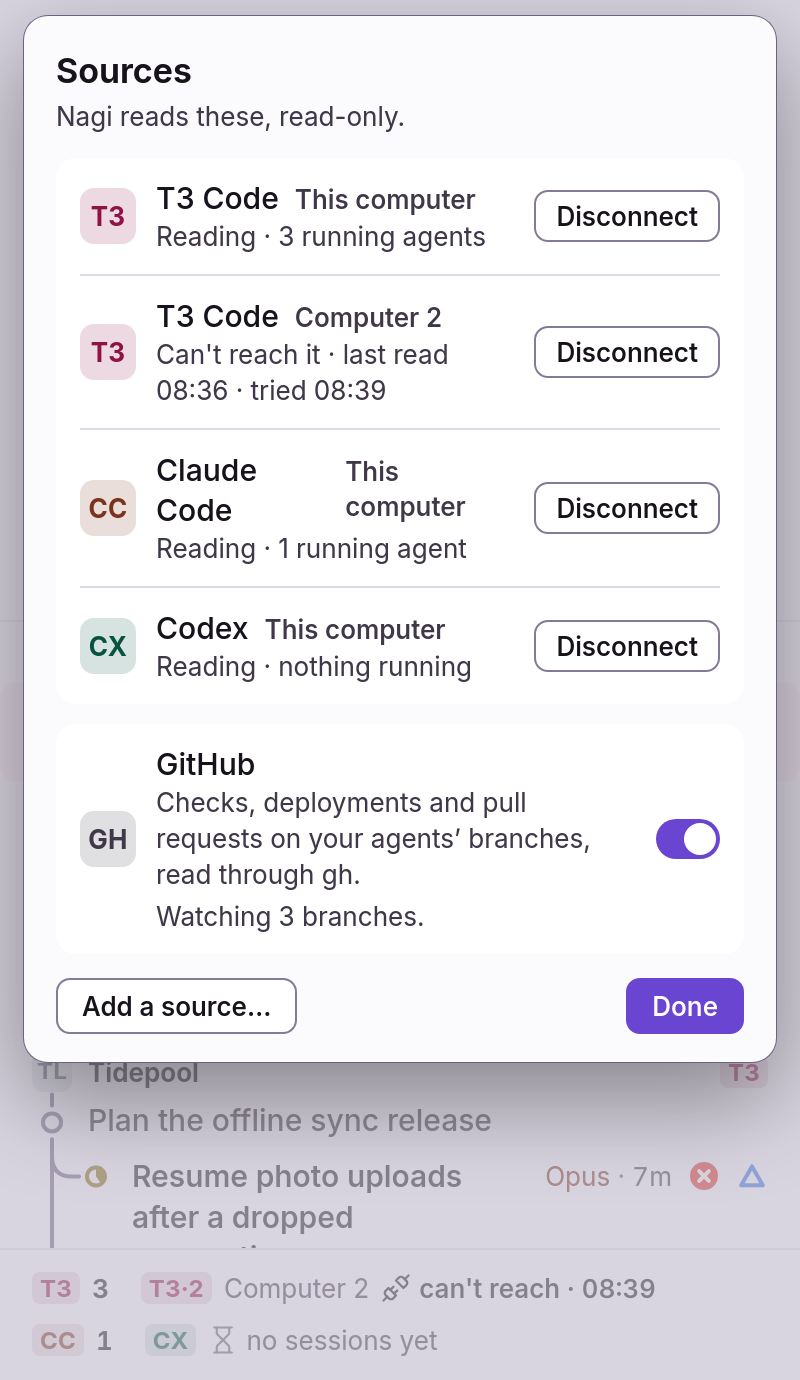 Sources
Nagi reads these, read-only.
T3 T3 Code This computer Disconnect
Reading · 3 running agents
T3 T3 Code Computer 2 Disconnect
Can't reach it · last read
08:36 · tried 08:39
CC Claude Code This computer Disconnect
Reading · 1 running agent
CX Codex This computer Disconnect
Reading · nothing running
GH GitHub
Checks, deployments and pull
requests on your agents’ branches,
read through gh.
Watching 3 branches.
Add a source… Done
TL Tidepool T3
Plan the offline sync release
Resume photo uploads Opus · 7m
after a dropped
T3 3 T3·2 Computer 2 can't reach · 08:39
CC 1 CX no sessions yet